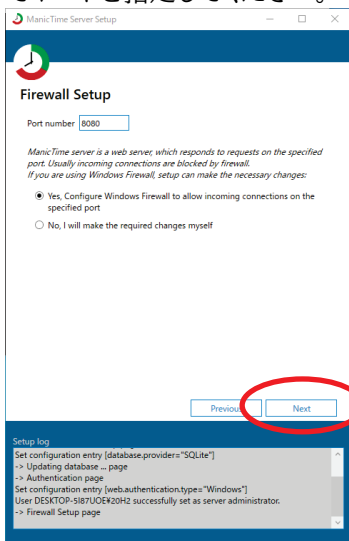 ManicTime Server Setup
Firewall Setup
Port number 8080
ManicTime server is a web server, which responds to requests on the specified
port. Usually incoming connections are blocked by firewall.
If you are using Windows Firewall, setup can make the necessary changes:
Yes, Configure Windows Firewall to allow incoming connections on the
specified port
No, I will make the required changes myself
Previous Next
Setup log
Set configuration entry [database.provider="SQLite"]
-> Updating database ... page
-> Authentication page
Set configuration entry [web.authentication.type="Windows"]
User DESKTOP-5I87UOE¥20H2 successfully set as server administrator.
-> Firewall Setup page